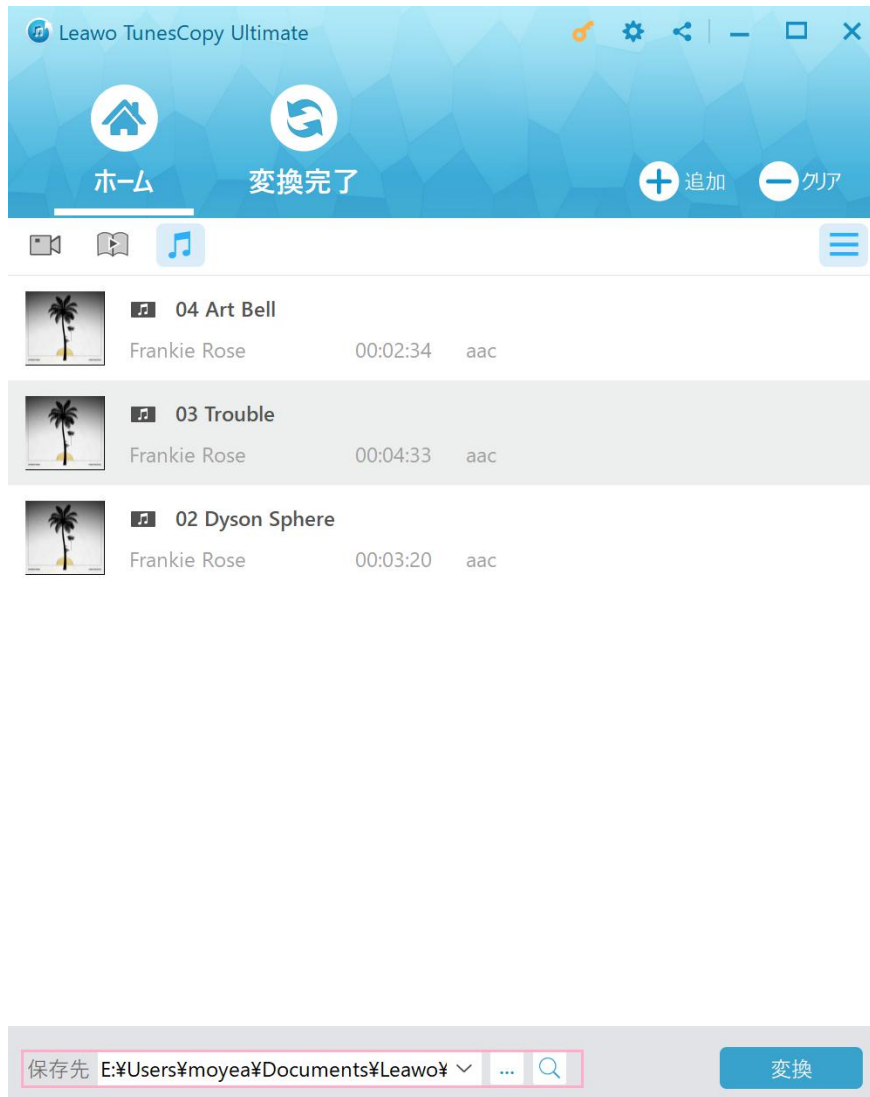 Leawo TunesCopy Ultimate
ホーム
変換完了
追加
クリア
04 Art Bell
Frankie Rose 00:02:34 aac
03 Trouble
Frankie Rose 00:04:33 aac
02 Dyson Sphere
Frankie Rose 00:03:20 aac
保存先 E:¥Users¥moyea¥Documents¥Leawo¥ ... 
変換